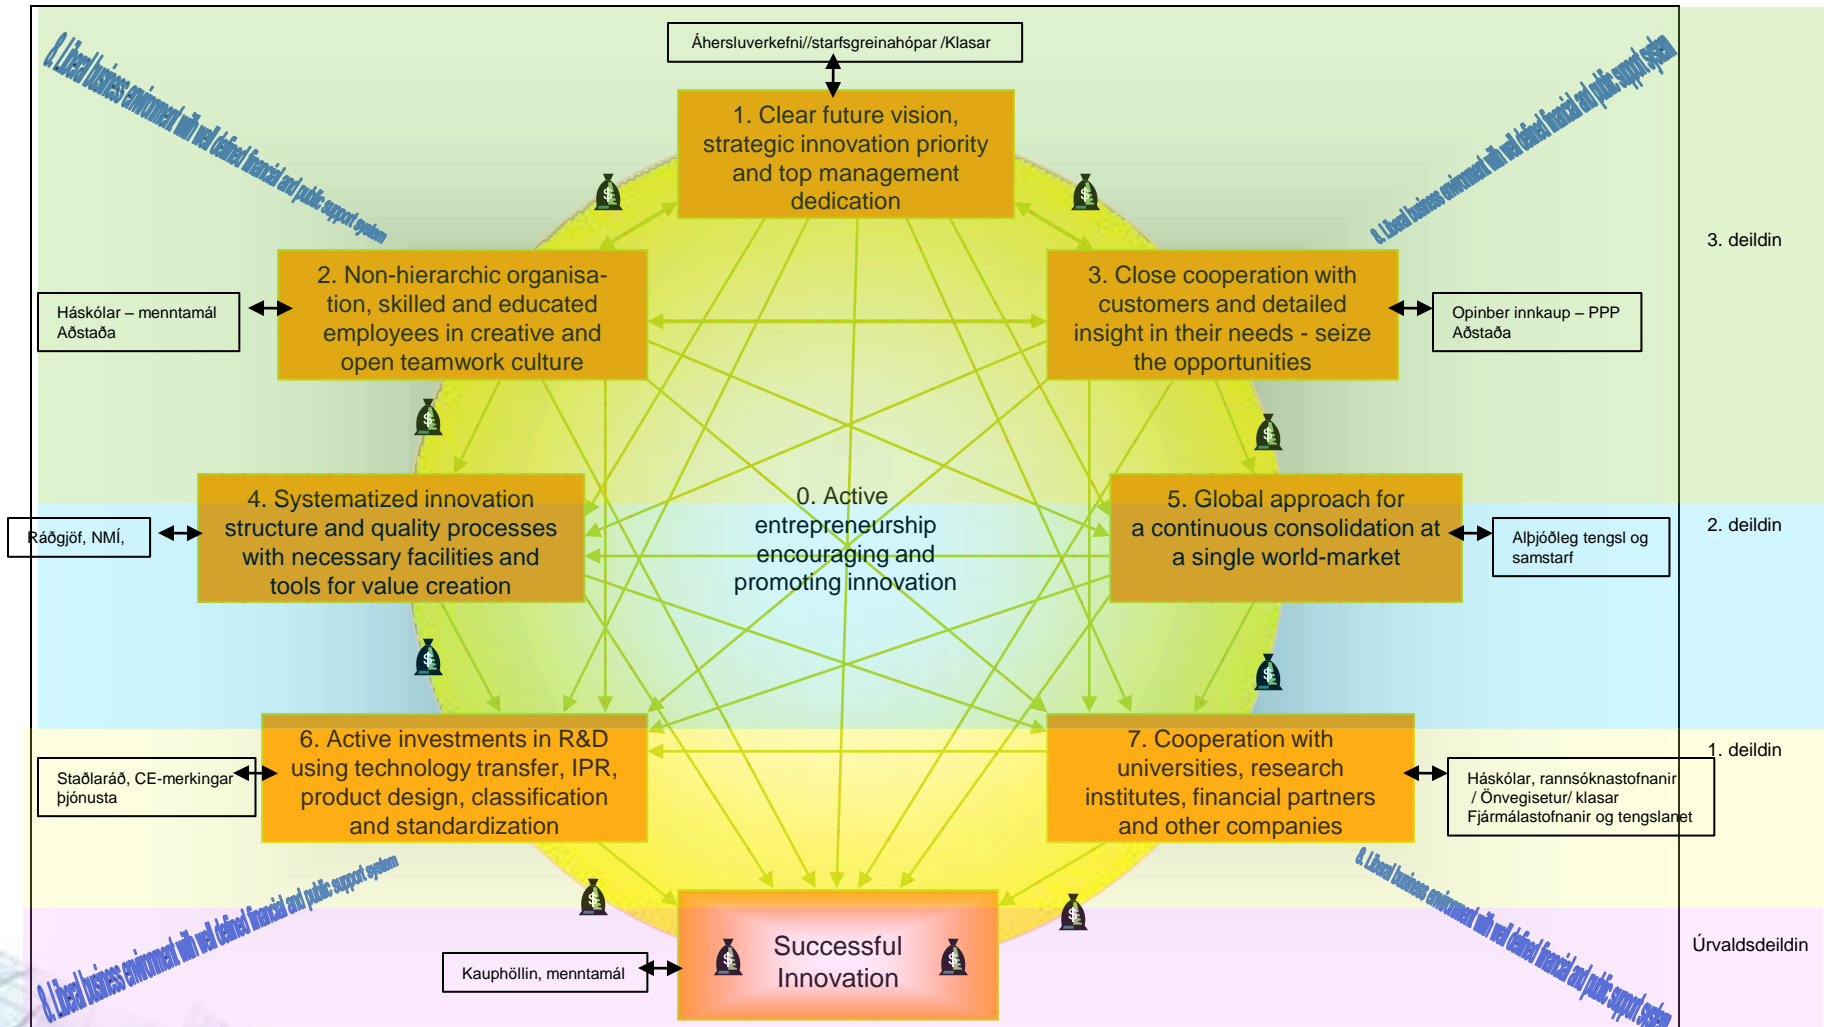 8. Liberal business environment with well defined financial and public support system
Áhersluverkefni//starfsgreinahópar /Klasar
8. Liberal business environment with well defined financial and public support system
1. Clear future vision,
strategic innovation priority
and top management
dedication
3. deildin
2. Non-hierarchic organisa-
tion, skilled and educated
employees in creative and
open teamwork culture
3. Close cooperation with
customers and detailed
insight in their needs - seize
the opportunities
Háskólar – menntamál
Aðstaða
Opinber innkaup – PPP
Aðstaða
4. Systematized innovation
structure and quality processes
with necessary facilities and
tools for value creation
0. Active
entrepreneurship
encouraging and
promoting innovation
5. Global approach for
a continuous consolidation at
a single world-market
2. deildin
Ráðgjöf, NMÍ,
Alþjóðleg tengsl og
samstarf
6. Active investments in R&D
using technology transfer, IPR,
product design, classification
and standardization
7. Cooperation with
universities, research
institutes, financial partners
and other companies
1. deildin
Staðlaráð, CE-merkingar
þjónusta
Háskólar, rannsóknastofnanir
/ Önvegisetur/ klasar
Fjármálastofnanir og tengslanet
8. Liberal business environment with well defined financial and public support system
8. Liberal business environment with well defined financial and public support system
Successful
Innovation
Kauphöllin, menntamál
Úrvaldsdeildin